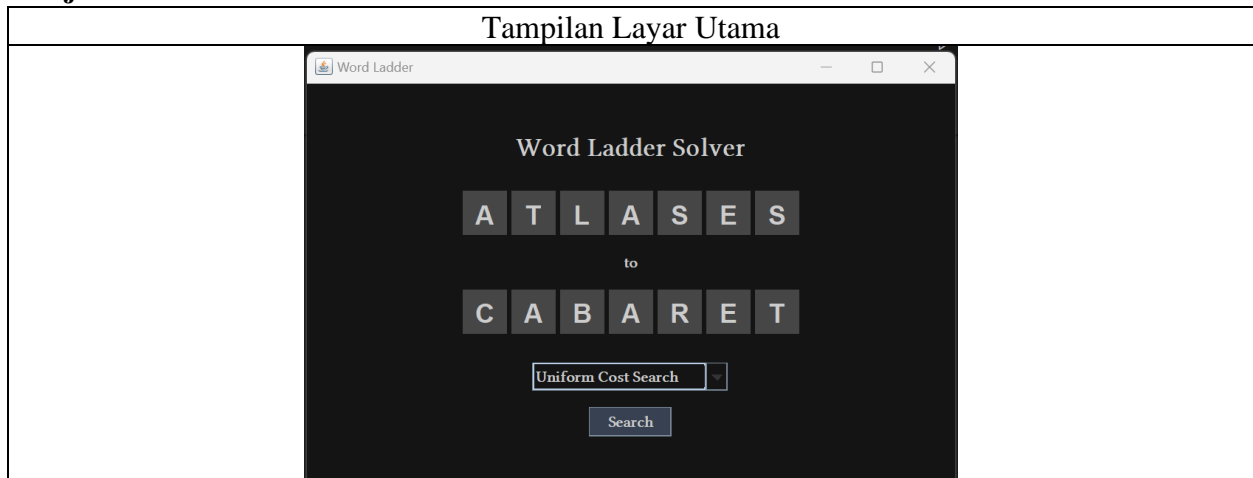 Tampilan Layar Utama
Word Ladder
Word Ladder Solver
A T L A S E S
to
C A B A R E T
Uniform Cost Search
Search